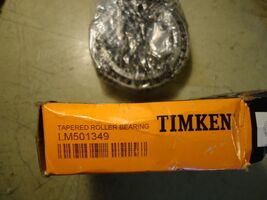 TAPERED ROLLER BEARING
LM501349
TIMKEN